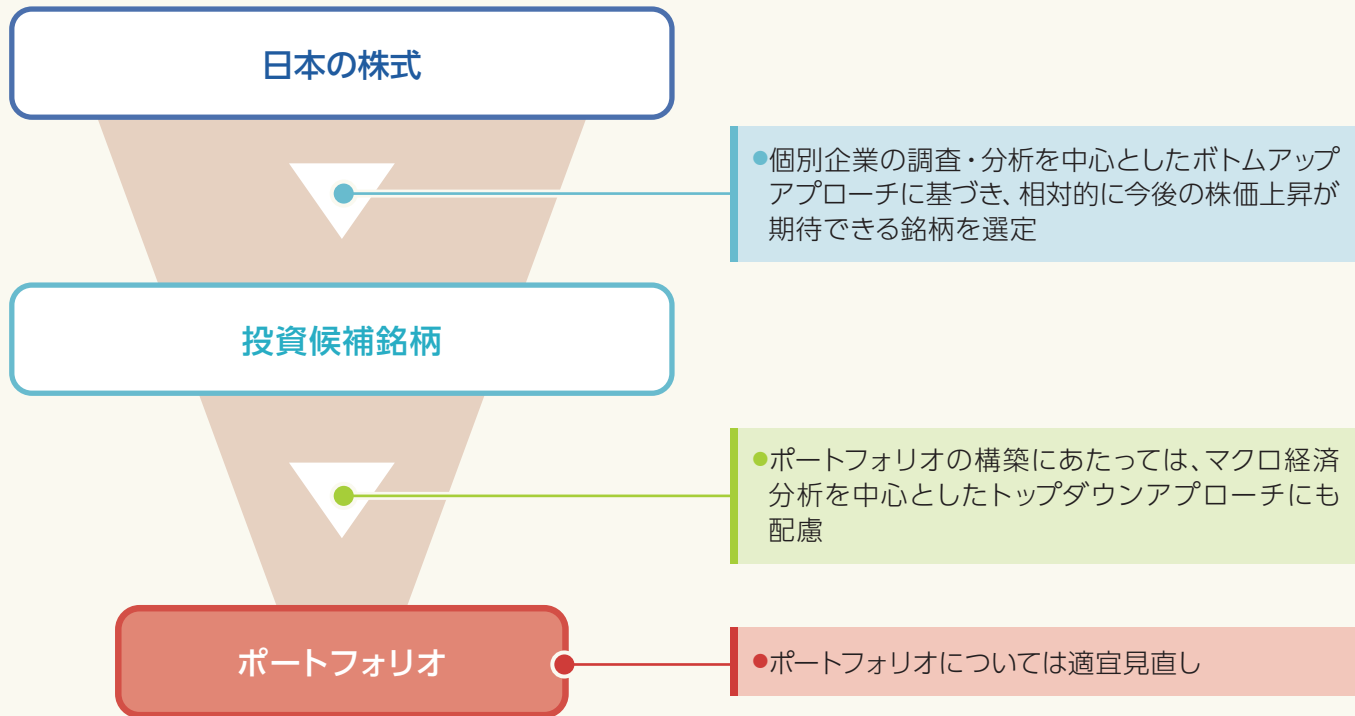 日本の株式
●個別企業の調査・分析を中心としたボトムアップ
アプローチに基づき、相対的に今後の株価上昇が
期待できる銘柄を選定
投資候補銘柄
●ポートフォリオの構築にあたっては、マクロ経済
分析を中心としたトップダウンアプローチにも
配慮
ポートフォリオ
●ポートフォリオについては適宜見直し